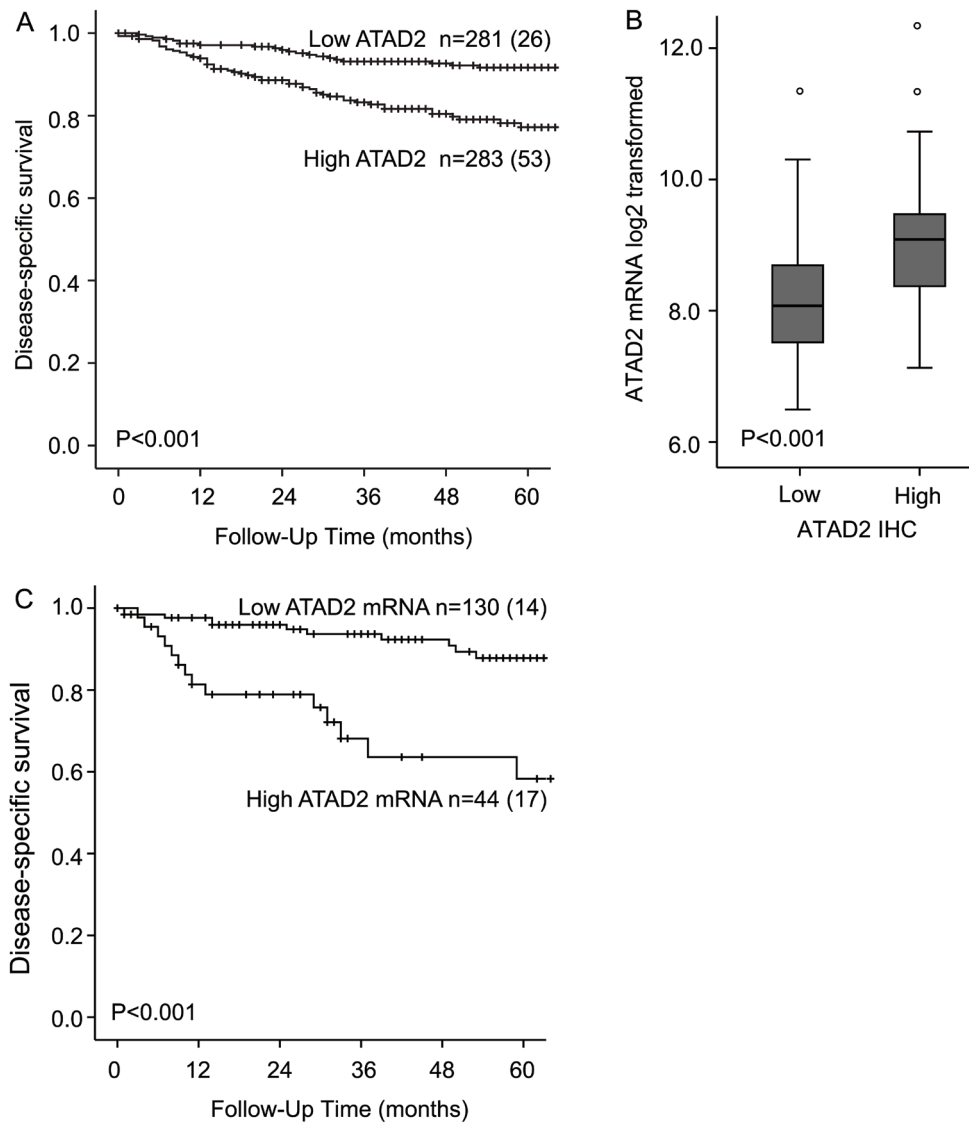 A
Disease-specific survival
1.0
0.8
0.6
0.4
0.2
0.0
Low ATAD2 n=281 (26)
High ATAD2 n=283 (53)
P<0.001
0 12 24 36 48 60
Follow-Up Time (months)
B
ATAD2 mRNA log2 transformed
12.0
10.0
8.0
6.0
P<0.001
Low High
ATAD2 IHC
C
Disease-specific survival
1.0
0.8
0.6
0.4
0.2
0.0
Low ATAD2 mRNA n=130 (14)
High ATAD2 mRNA n=44 (17)
P<0.001
0 12 24 36 48 60
Follow-Up Time (months)